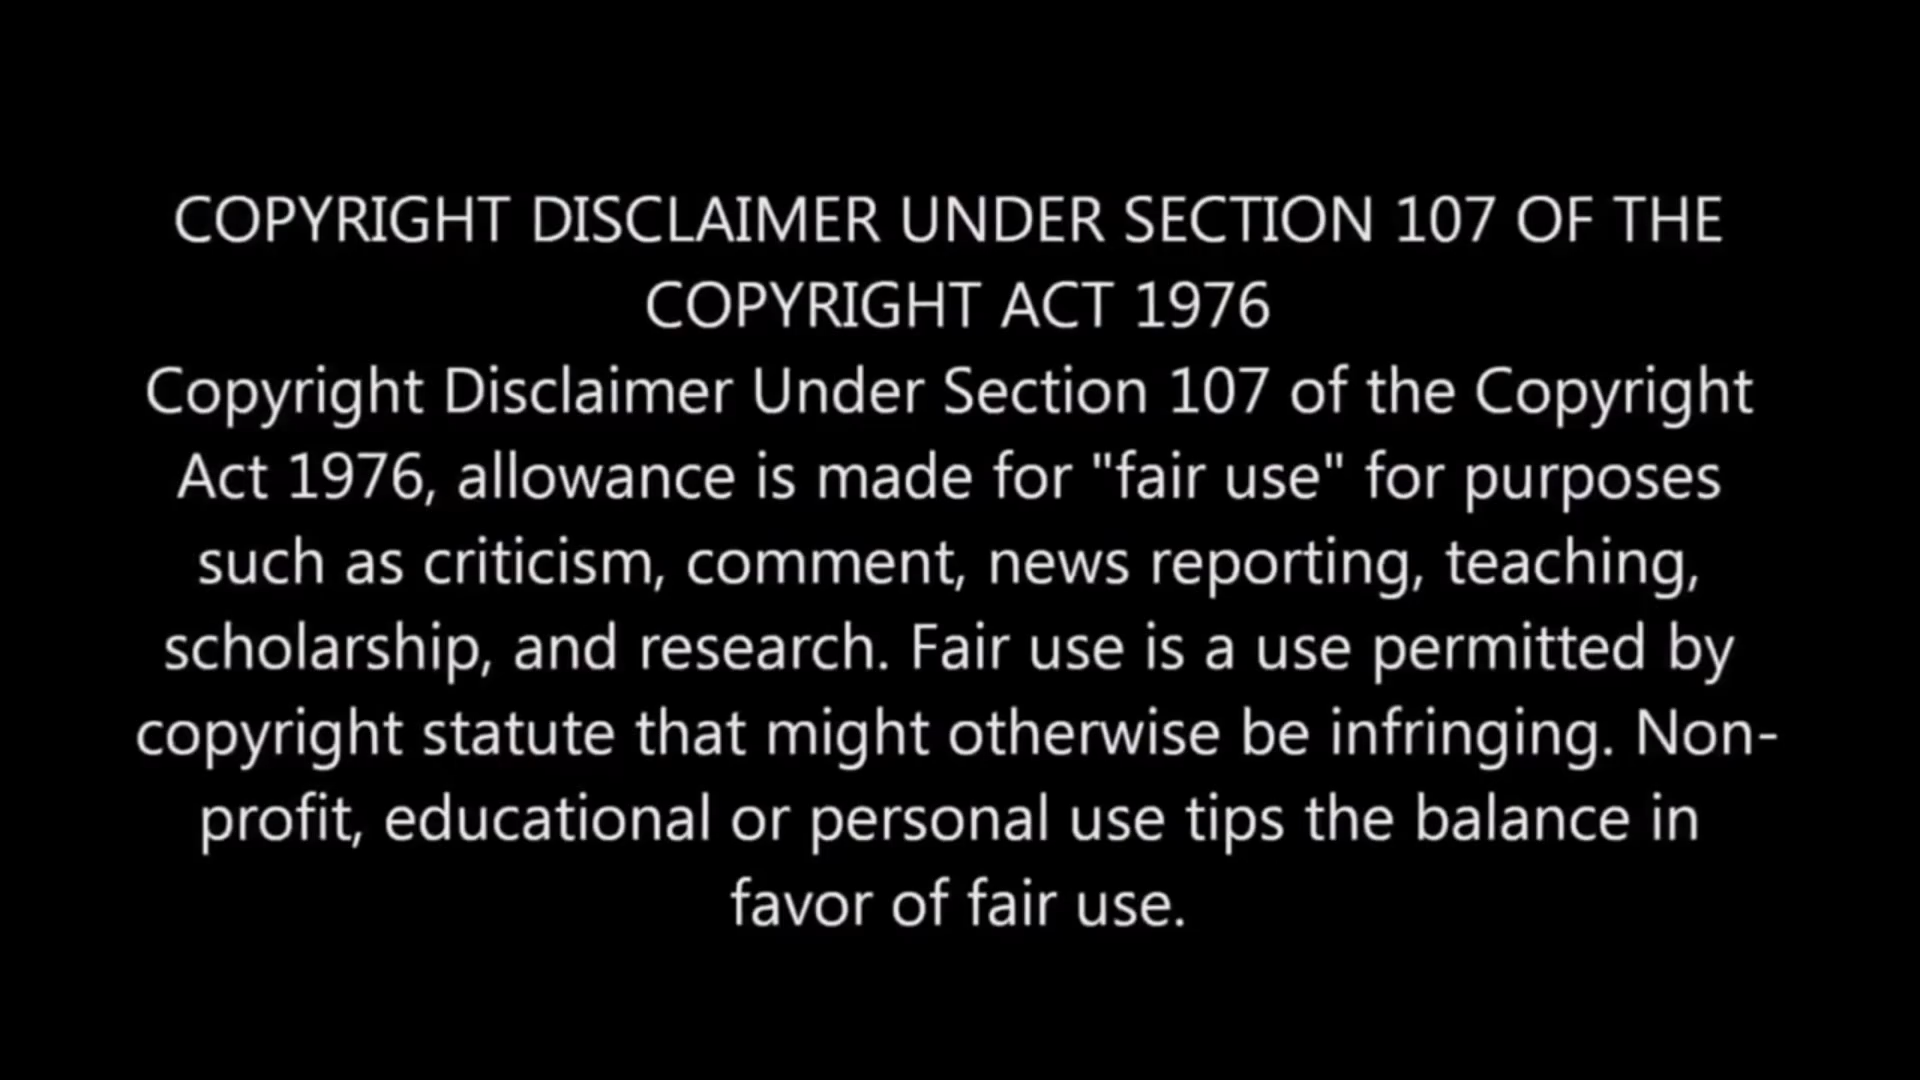 COPYRIGHT DISCLAIMER UNDER SECTION 107 OF THE
COPYRIGHT ACT 1976
Copyright Disclaimer Under Section 107 of the Copyright
Act 1976, allowance is made for "fair use" for purposes
such as criticism, comment, news reporting, teaching,
scholarship, and research. Fair use is a use permitted by
copyright statute that might otherwise be infringing. Non-
profit, educational or personal use tips the balance in
favor of fair use.